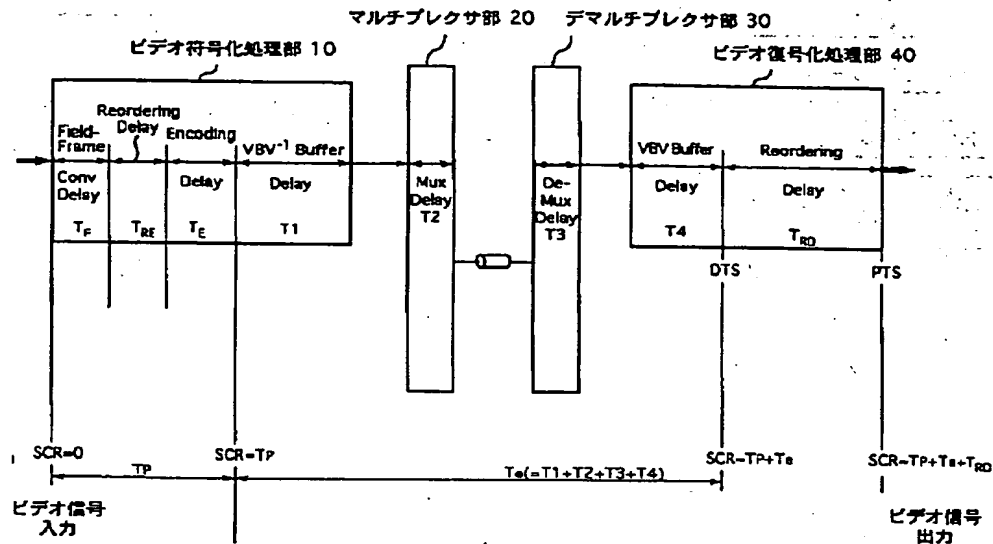 マルチプレクサ部 20
デマルチプレクサ部 30
ビデオ符号化処理部 10
ビデオ復号化処理部 40
Field-
Frame
Conv
Delay
TF
Reordering
Delay
TRE
Encoding
Delay
TE
VBV-1 Buffer
Delay
T1
Mux
Delay
T2
De-
Mux
Delay
T3
VBV Buffer
Delay
T4
Reordering
Delay
TRD
DTS
PTS
SCR=0
SCR=TP
SCR=TP+Te
SCR=TP+Te+TRD
TP
Te(=T1+T2+T3+T4)
ビデオ信号
入力
ビデオ信号
出力